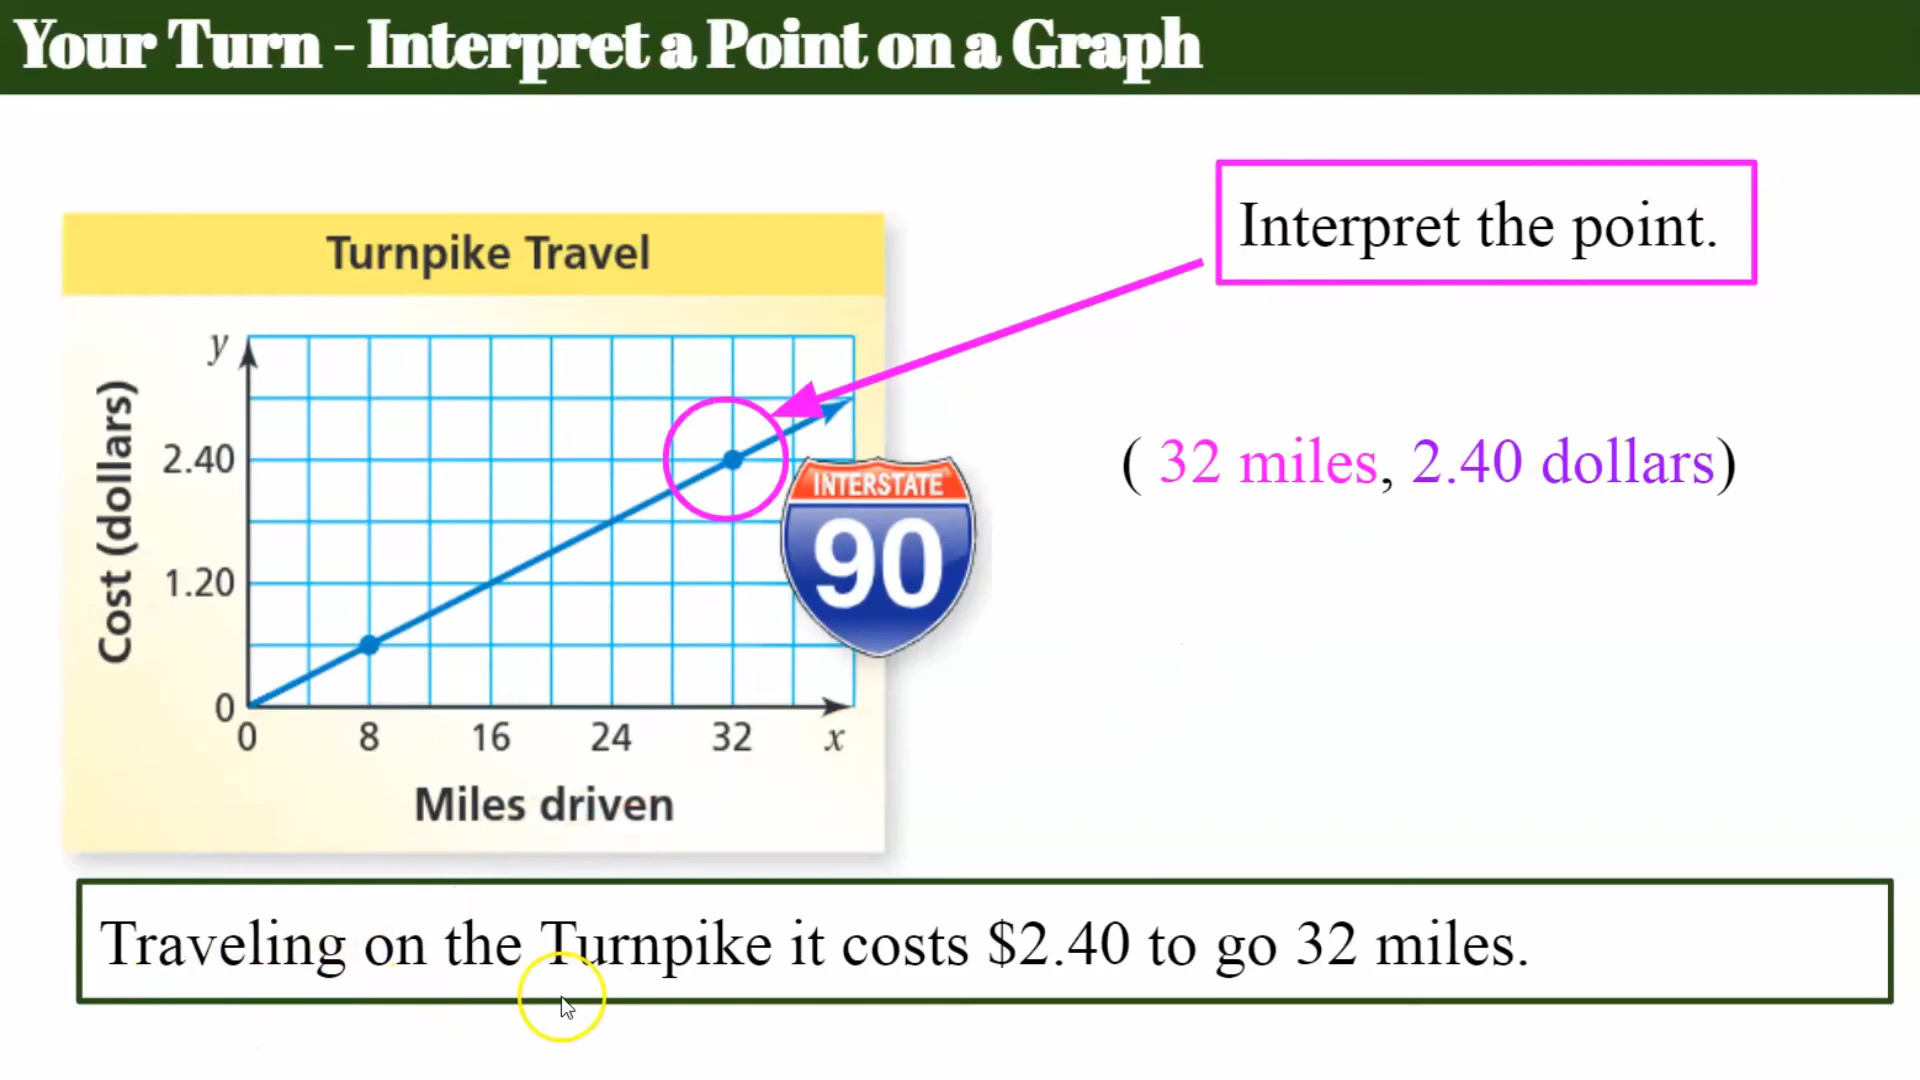 Your Turn - Interpret a Point on a Graph
Interpret the point.
Turnpike Travel
y
Cost (dollars)
2.40
1.20
0
0 8 16 24 32 x
Miles driven
INTERSTATE
90
( 32 miles, 2.40 dollars)
Traveling on the Turnpike it costs $2.40 to go 32 miles.